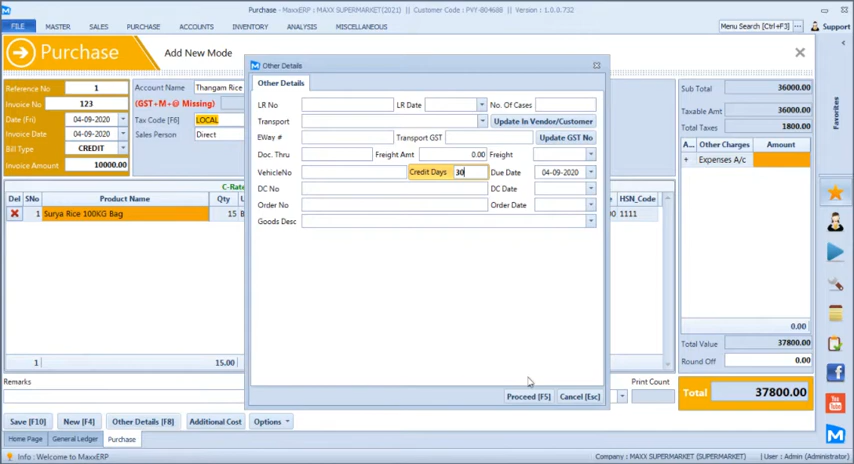 Purchase - MaxxERP : MAXX SUPERMARKET(2021) | Customer Code : PVY-804688 | Version : 1.0.0.732
FILE MASTER SALES PURCHASE ACCOUNTS INVENTORY ANALYSIS MISCELLANEOUS Menu Search [Ctrl+F3] ... Support
Purchase Add New Mode
Reference No 1
Invoice No 123
Date (Fri) 04-09-2020
Invoice Date 04-09-2020
Bill Type CREDIT
Invoice Amount 10000.00
Account Name Thangam Rice
(GST+M+@ Missing)
Tax Code [F6] LOCAL
Sales Person Direct
C-Rate
Del SNo Product Name Qty U HSN_Code
1 Surya Rice 100KG Bag 15 B 1111
1 15.00
Remarks
Print Count
Save [F10] New [F4] Other Details [F8] Additional Cost Options
Home Page General Ledger Purchase
Info : Welcome to MaxxERP Company : MAXX SUPERMARKET (SUPERMARKET) User : Admin (Administrator)
Other Details
Other Details
LR No LR Date No. Of Cases
Transport Update In Vendor/Customer
EWay # Transport GST Update GST No
Doc. Thru Freight Amt 0.00 Freight
VehicleNo Credit Days 30 Due Date 04-09-2020
DC No DC Date
Order No Order Date
Goods Desc
Proceed [F5] Cancel [Esc]
Sub Total 36000.00
Taxable Amt 36000.00
Total Taxes 1800.00
A... Other Charges Amount
+ Expenses A/c
0.00
Total Value 37800.00
Round Off 0.00
Total 37800.00
Favorites
You
Tube